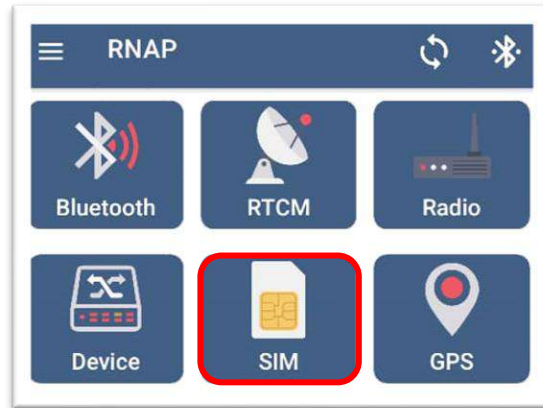 RNAP
Bluetooth
RTCM
Radio
Device
SIM
GPS